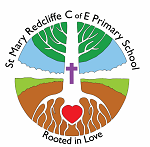 St Mary Redcliffe C of E Primary School
Rooted in Love